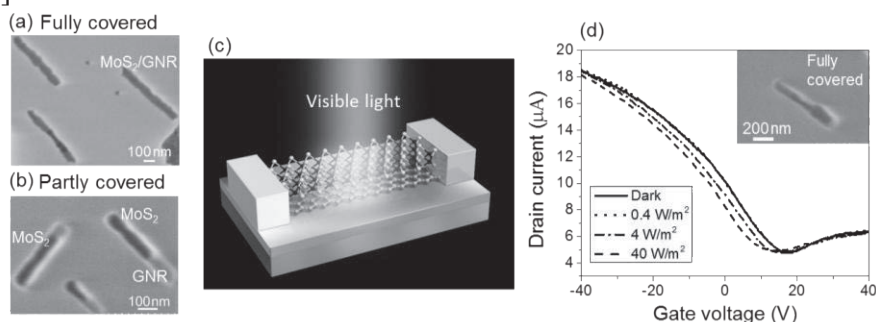 ]
(a) Fully covered
MoS2/GNR
100nm
(b) Partly covered
MoS2
MoS2
GNR
100nm
(c)
Visible light
(d)
20
18
16
14
12
10
8
6
4
Drain current (μA)
Fully
covered
200nm
Dark
0.4 W/m²
4 W/m²
40 W/m²
-40
-20
0
20
40
Gate voltage (V)